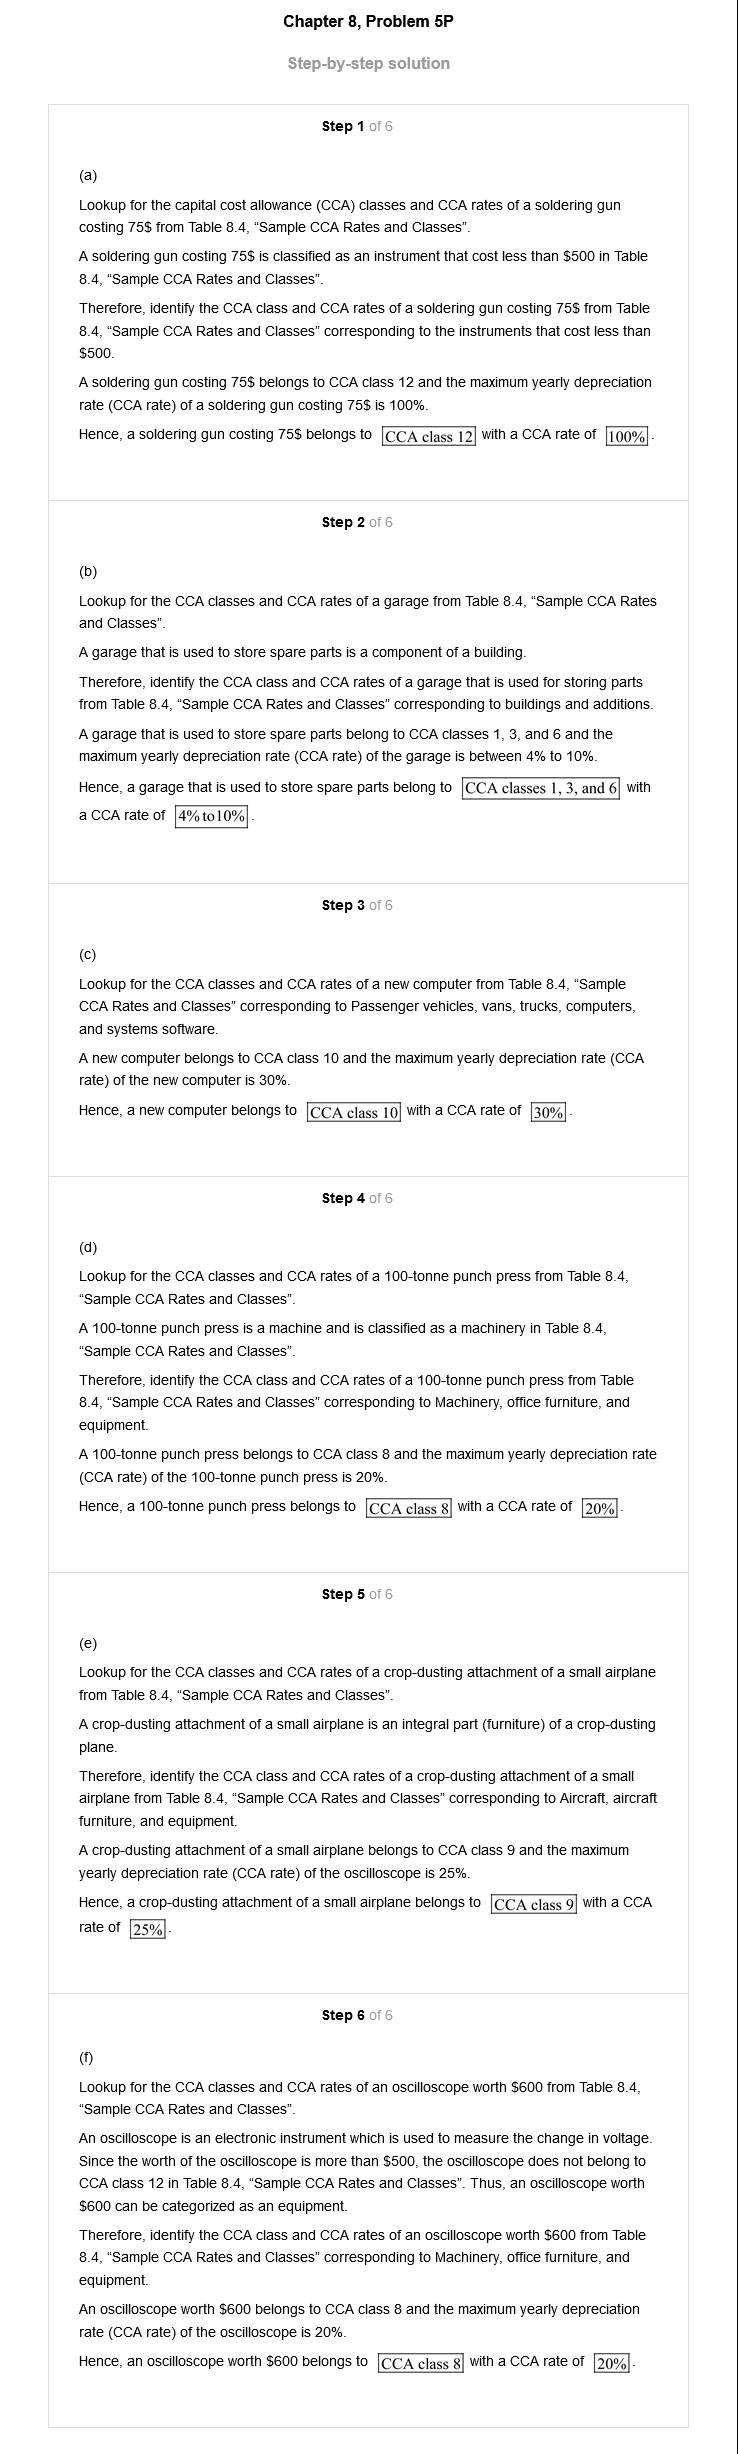 Chapter 8, Problem 5P
Step-by-step solution
Step 1 of 6
(a)
Lookup for the capital cost allowance (CCA) classes and CCA rates of a soldering gun
costing 75$ from Table 8.4, “Sample CCA Rates and Classes”.
A soldering gun costing 75$ is classified as an instrument that cost less than $500 in Table
8.4, “Sample CCA Rates and Classes”.
Therefore, identify the CCA class and CCA rates of a soldering gun costing 75$ from Table
8.4, “Sample CCA Rates and Classes” corresponding to the instruments that cost less than
$500.
A soldering gun costing 75$ belongs to CCA class 12 and the maximum yearly depreciation
rate (CCA rate) of a soldering gun costing 75$ is 100%.
Hence, a soldering gun costing 75$ belongs to CCA class 12 with a CCA rate of 100%.
Step 2 of 6
(b)
Lookup for the CCA classes and CCA rates of a garage from Table 8.4, “Sample CCA Rates
and Classes”.
A garage that is used to store spare parts is a component of a building.
Therefore, identify the CCA class and CCA rates of a garage that is used for storing parts
from Table 8.4, “Sample CCA Rates and Classes” corresponding to buildings and additions.
A garage that is used to store spare parts belong to CCA classes 1, 3, and 6 and the
maximum yearly depreciation rate (CCA rate) of the garage is between 4% to 10%.
Hence, a garage that is used to store spare parts belong to CCA classes 1, 3, and 6 with
a CCA rate of 4% to10%.
Step 3 of 6
(c)
Lookup for the CCA classes and CCA rates of a new computer from Table 8.4, “Sample
CCA Rates and Classes” corresponding to Passenger vehicles, vans, trucks, computers,
and systems software.
A new computer belongs to CCA class 10 and the maximum yearly depreciation rate (CCA
rate) of the new computer is 30%.
Hence, a new computer belongs to CCA class 10 with a CCA rate of 30%.
Step 4 of 6
(d)
Lookup for the CCA classes and CCA rates of a 100-tonne punch press from Table 8.4,
“Sample CCA Rates and Classes”.
A 100-tonne punch press is a machine and is classified as a machinery in Table 8.4,
“Sample CCA Rates and Classes”.
Therefore, identify the CCA class and CCA rates of a 100-tonne punch press from Table
8.4, “Sample CCA Rates and Classes” corresponding to Machinery, office furniture, and
equipment.
A 100-tonne punch press belongs to CCA class 8 and the maximum yearly depreciation rate
(CCA rate) of the 100-tonne punch press is 20%.
Hence, a 100-tonne punch press belongs to CCA class 8 with a CCA rate of 20%.
Step 5 of 6
(e)
Lookup for the CCA classes and CCA rates of a crop-dusting attachment of a small airplane
from Table 8.4, “Sample CCA Rates and Classes”.
A crop-dusting attachment of a small airplane is an integral part (furniture) of a crop-dusting
plane.
Therefore, identify the CCA class and CCA rates of a crop-dusting attachment of a small
airplane from Table 8.4, “Sample CCA Rates and Classes” corresponding to Aircraft, aircraft
furniture, and equipment.
A crop-dusting attachment of a small airplane belongs to CCA class 9 and the maximum
yearly depreciation rate (CCA rate) of the oscilloscope is 25%.
Hence, a crop-dusting attachment of a small airplane belongs to CCA class 9 with a CCA
rate of 25%.
Step 6 of 6
(f)
Lookup for the CCA classes and CCA rates of an oscilloscope worth $600 from Table 8.4,
“Sample CCA Rates and Classes”.
An oscilloscope is an electronic instrument which is used to measure the change in voltage.
Since the worth of the oscilloscope is more than $500, the oscilloscope does not belong to
CCA class 12 in Table 8.4, “Sample CCA Rates and Classes”. Thus, an oscilloscope worth
$600 can be categorized as an equipment.
Therefore, identify the CCA class and CCA rates of an oscilloscope worth $600 from Table
8.4, “Sample CCA Rates and Classes” corresponding to Machinery, office furniture, and
equipment.
An oscilloscope worth $600 belongs to CCA class 8 and the maximum yearly depreciation
rate (CCA rate) of the oscilloscope is 20%.
Hence, an oscilloscope worth $600 belongs to CCA class 8 with a CCA rate of 20%.